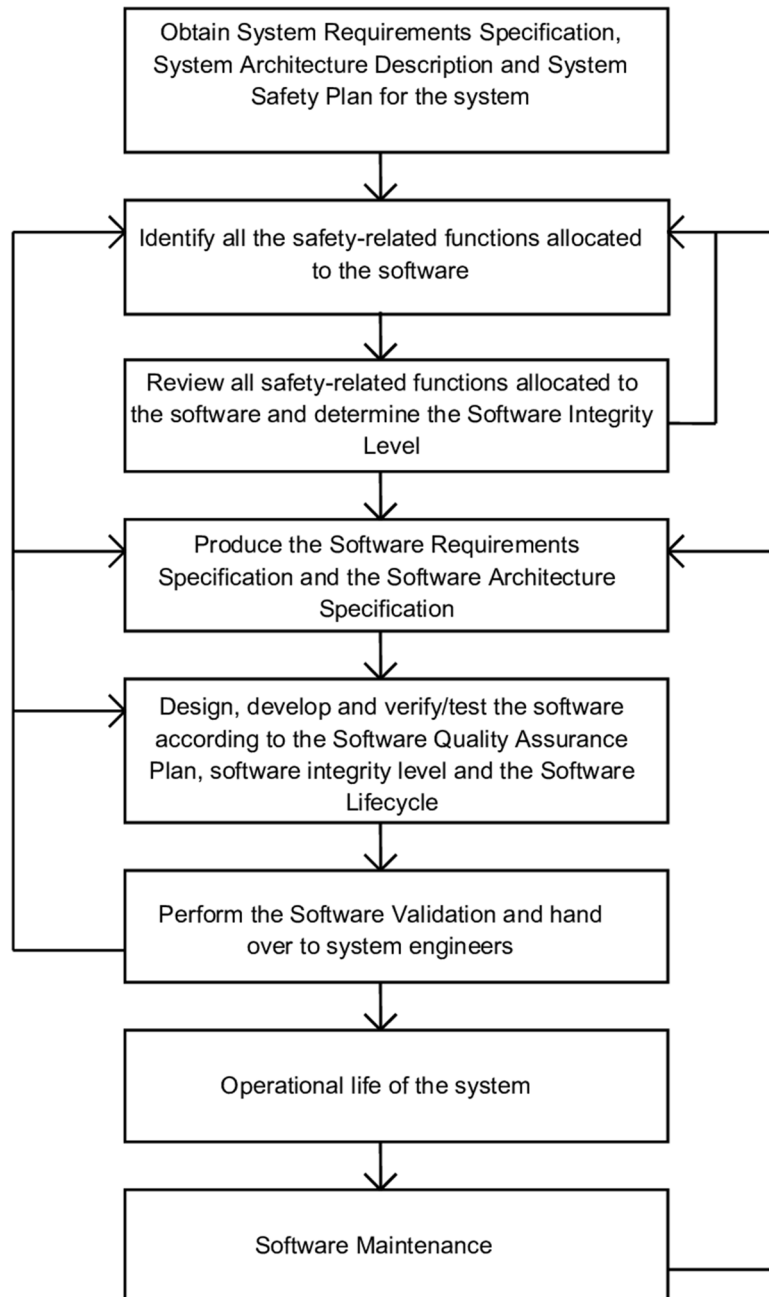 Obtain System Requirements Specification,
System Architecture Description and System
Safety Plan for the system
Identify all the safety-related functions allocated
to the software
Review all safety-related functions allocated to
the software and determine the Software Integrity
Level
Produce the Software Requirements
Specification and the Software Architecture
Specification
Design, develop and verify/test the software
according to the Software Quality Assurance
Plan, software integrity level and the Software
Lifecycle
Perform the Software Validation and hand
over to system engineers
Operational life of the system
Software Maintenance